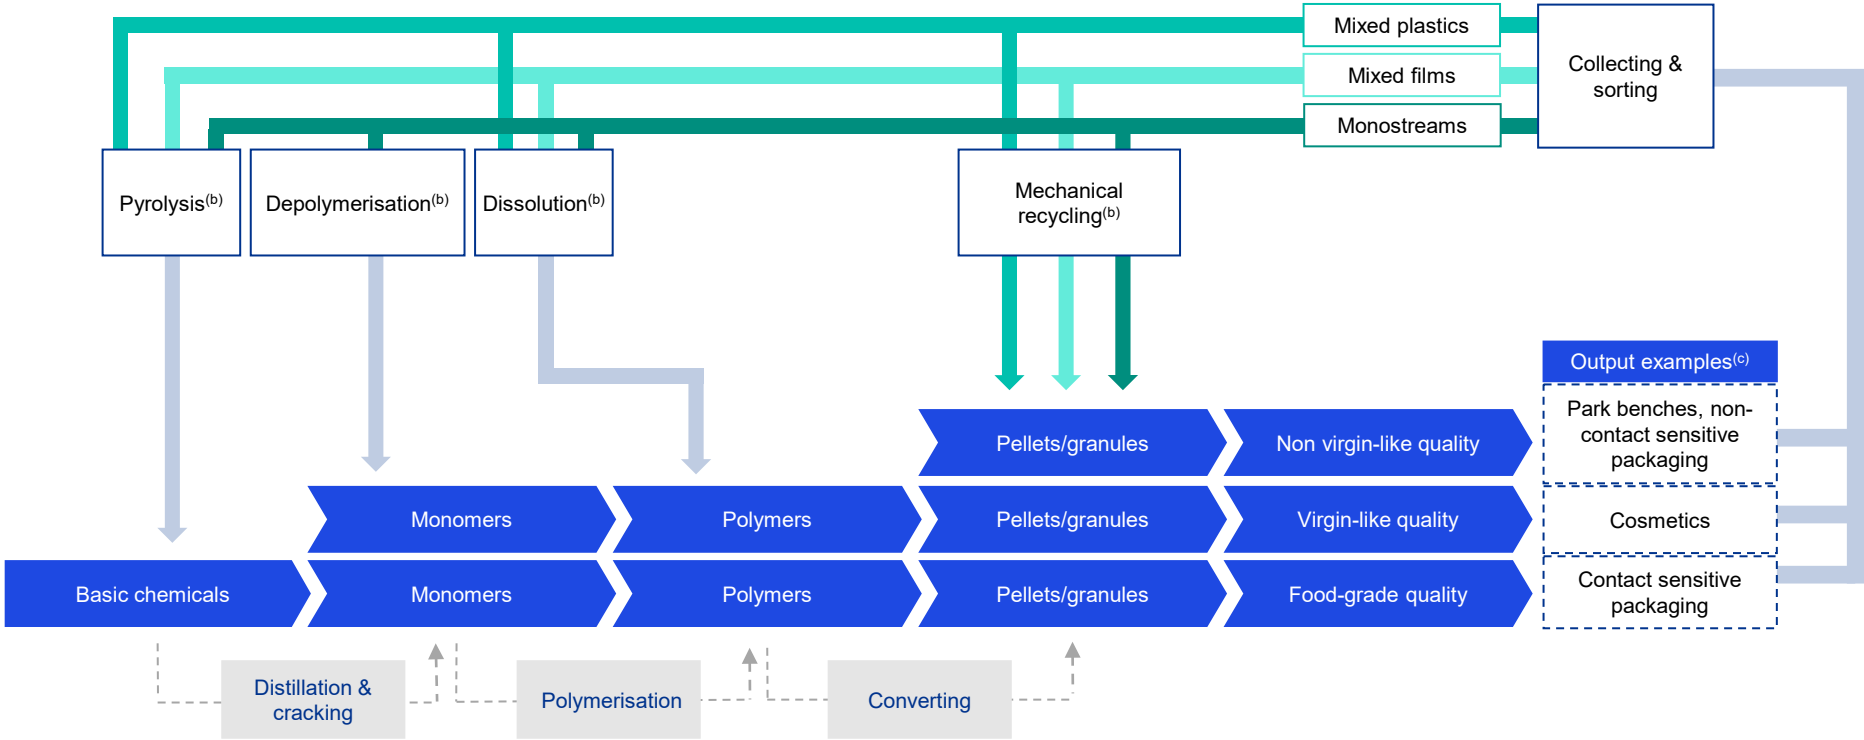 Mixed plastics
Mixed films
Monostreams
Collecting &
sorting
Pyrolysis(b)
Depolymerisation(b)
Dissolution(b)
Mechanical
recycling(b)
Output examples(c)
Pellets/granules
Non virgin-like quality
Park benches, non-
contact sensitive
packaging
Monomers
Polymers
Pellets/granules
Virgin-like quality
Cosmetics
Basic chemicals
Monomers
Polymers
Pellets/granules
Food-grade quality
Contact sensitive
packaging
Distillation &
cracking
Polymerisation
Converting